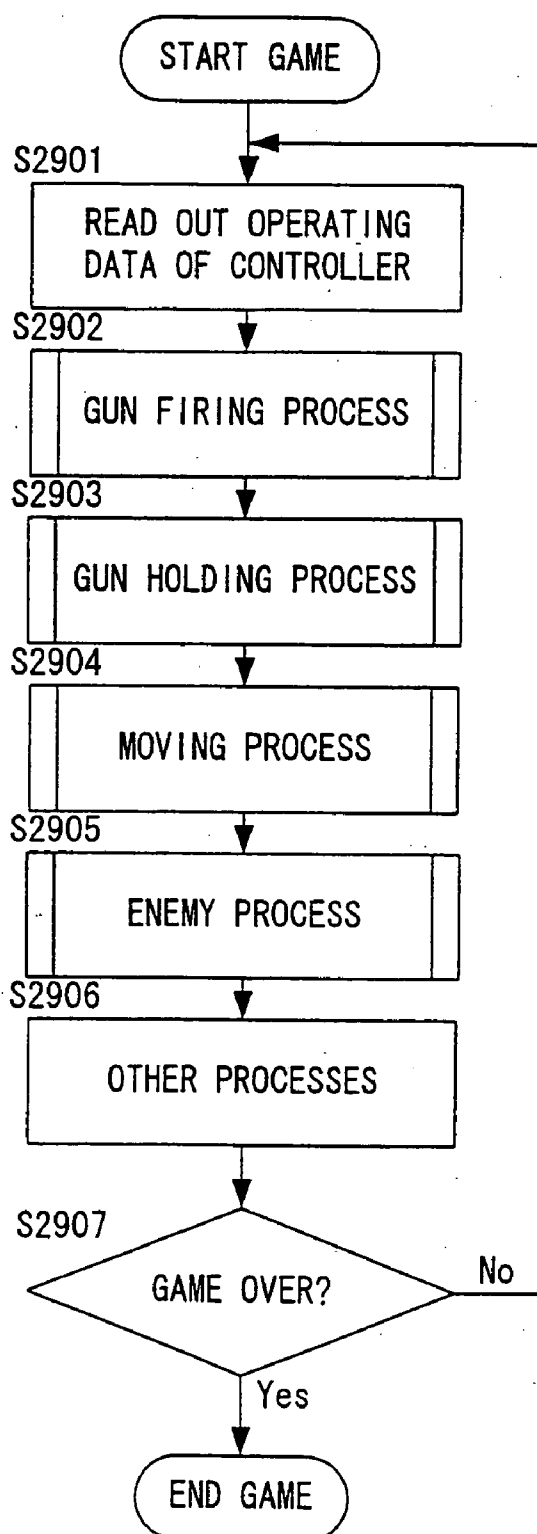 START GAME
S2901
READ OUT OPERATING
DATA OF CONTROLLER
S2902
GUN FIRING PROCESS
S2903
GUN HOLDING PROCESS
S2904
MOVING PROCESS
S2905
ENEMY PROCESS
S2906
OTHER PROCESSES
S2907
GAME OVER?
No
Yes
END GAME